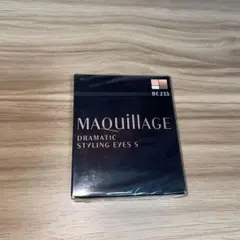 BE233
MAQuillAGE
DRAMATIC
STYLING EYES S